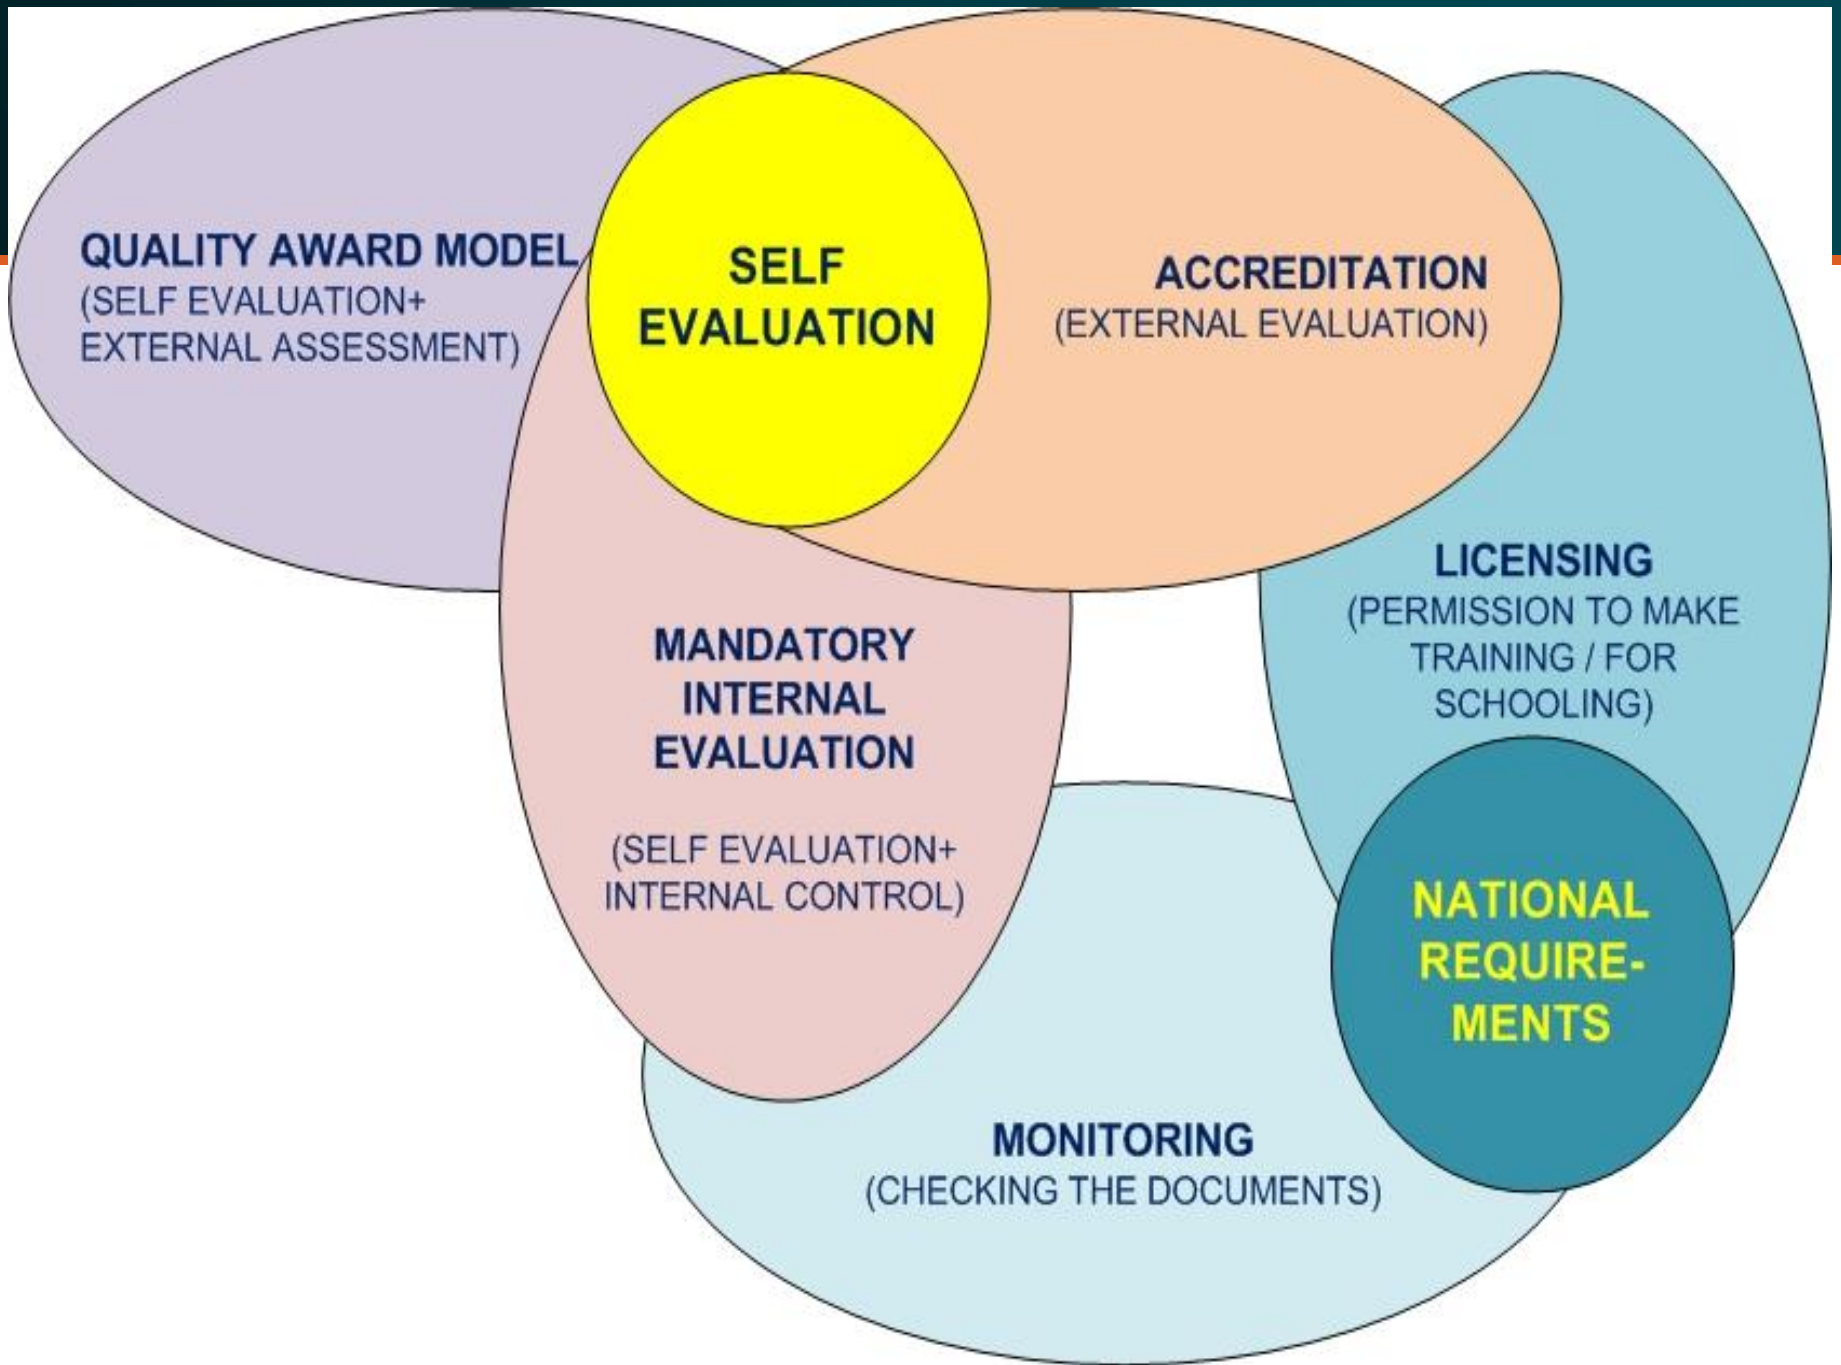 QUALITY AWARD MODEL
(SELF EVALUATION+
EXTERNAL ASSESSMENT)
SELF
EVALUATION
ACCREDITATION
(EXTERNAL EVALUATION)
LICENSING
(PERMISSION TO MAKE
TRAINING / FOR
SCHOOLING)
MANDATORY
INTERNAL
EVALUATION
(SELF EVALUATION+
INTERNAL CONTROL)
NATIONAL
REQUIRE-
MENTS
MONITORING
(CHECKING THE DOCUMENTS)